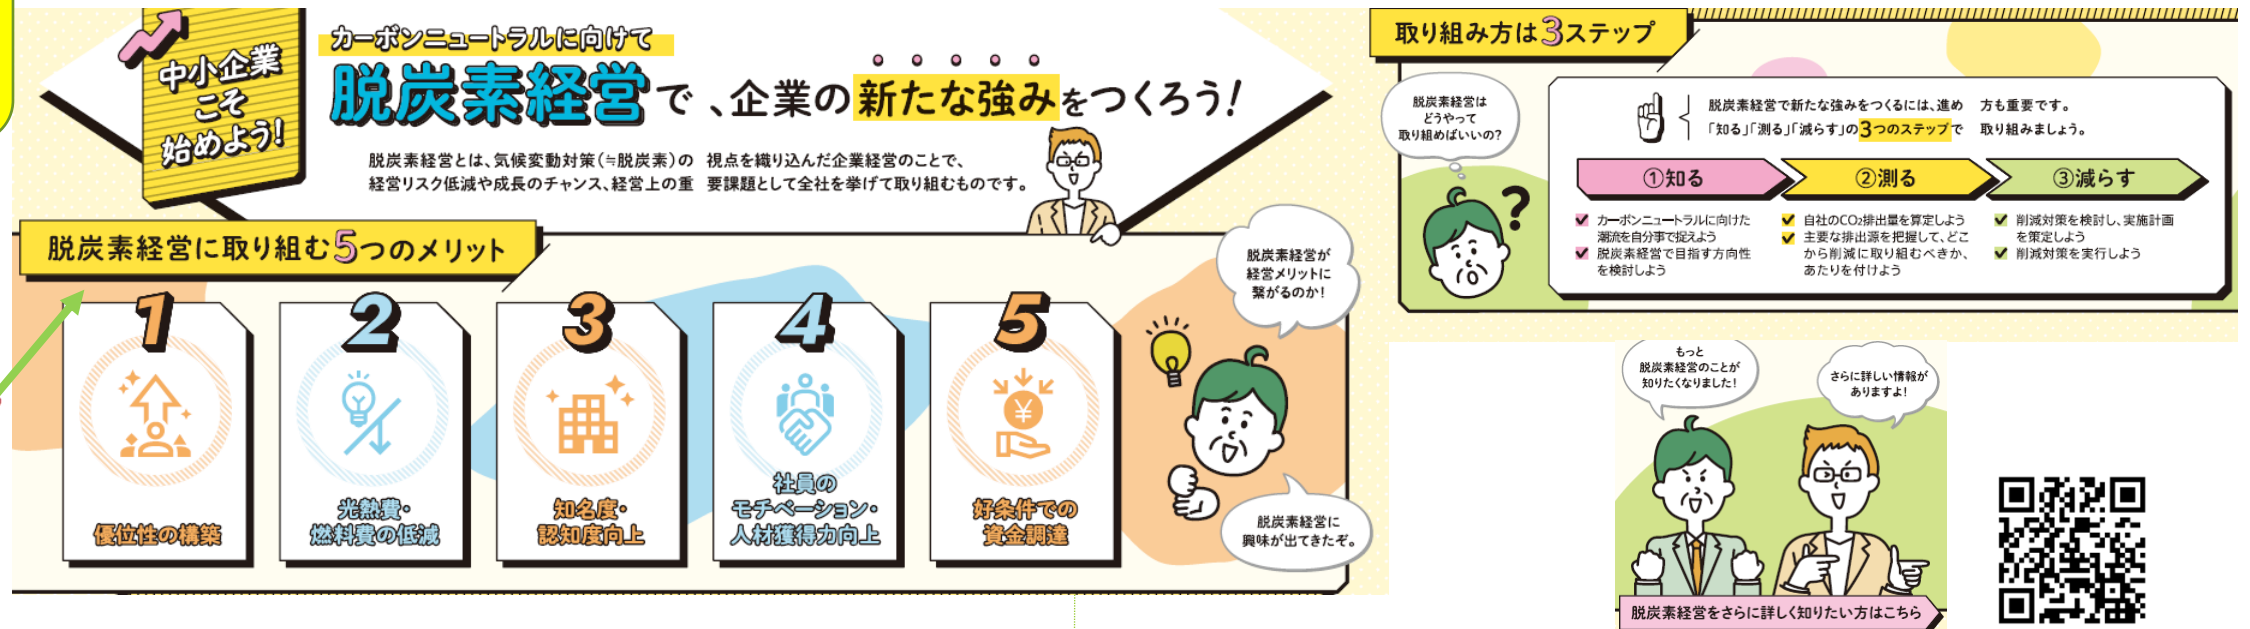 中小企業
こそ
始めよう!
カーボンニュートラルに向けて
脱炭素経営で、企業の新たな強みをつくろう!
脱炭素経営とは、気候変動対策(≒脱炭素)の 視点を織り込んだ企業経営のことで、
経営リスク低減や成長のチャンス、経営上の重 要課題として全社を挙げて取り組むものです。
脱炭素経営に取り組む5つのメリット
1
優位性の構築
2
光熱費・
燃料費の低減
3
知名度・
認知度向上
4
社員の
モチベーション・
人材獲得力向上
5
好条件での
資金調達
脱炭素経営が
経営メリットに
繋がるのか!
脱炭素経営に
興味が出てきたぞ。
取り組み方は3ステップ
脱炭素経営は
どうやって
取り組めばいいの?
?
脱炭素経営で新たな強みをつくるには、進め 方も重要です。
「知る」「測る」「減らす」の3つのステップで 取り組みましょう。
①知る
カーボンニュートラルに向けた
潮流を自分事で捉えよう
脱炭素経営で目指す方向性
を検討しよう
②測る
自社のCO₂排出量を算定しよう
主要な排出源を把握して、どこ
から削減に取り組むべきか、
あたりを付けよう
③減らす
削減対策を検討し、実施計画
を策定しよう
削減対策を実行しよう
もっと
脱炭素経営のことが
知りたくなりました!
さらに詳しい情報が
ありますよ!
脱炭素経営をさらに詳しく知りたい方はこちら